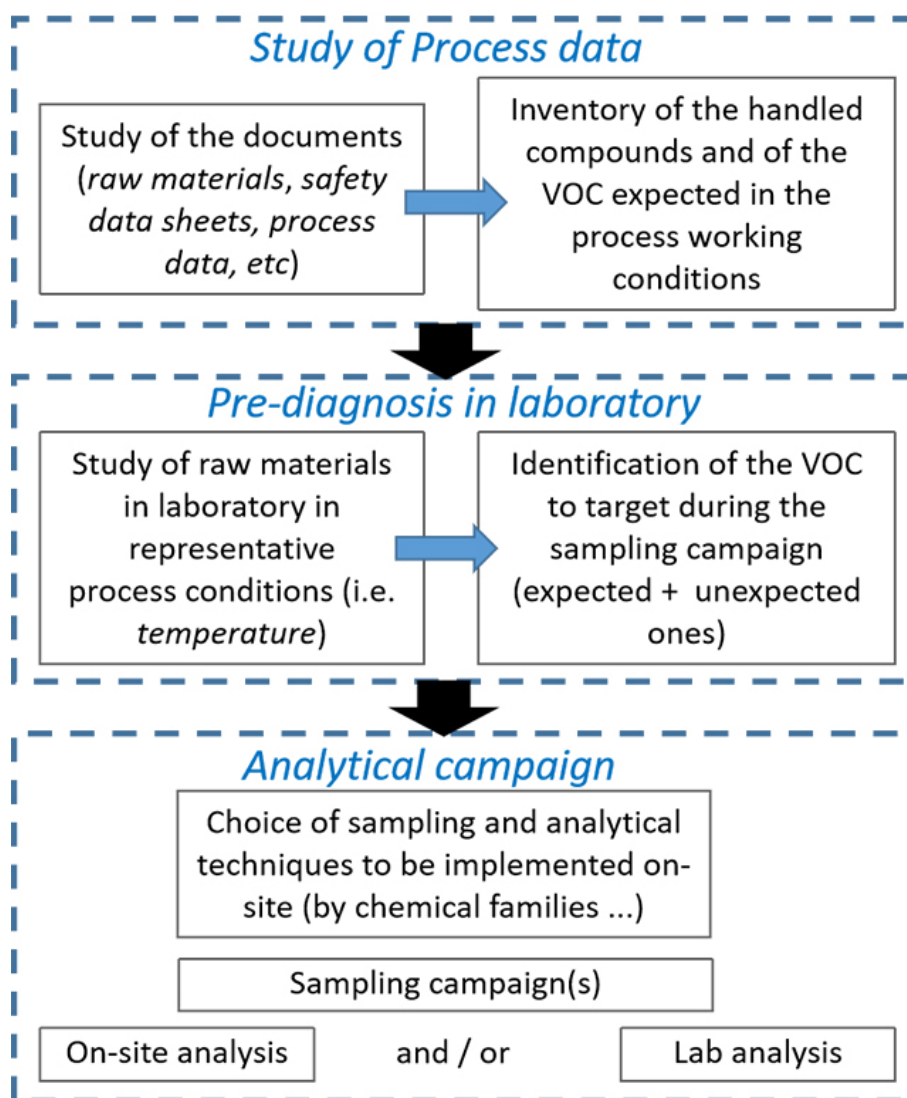 Study of Process data
Study of the documents
(raw materials, safety
data sheets, process
data, etc)
Inventory of the handled
compounds and of the
VOC expected in the
process working
conditions
Pre-diagnosis in laboratory
Study of raw materials
in laboratory in
representative
process conditions (i.e.
temperature)
Identification of the VOC
to target during the
sampling campaign
(expected + unexpected
ones)
Analytical campaign
Choice of sampling and analytical
techniques to be implemented on-
site (by chemical families ...)
Sampling campaign(s)
On-site analysis
and / or
Lab analysis